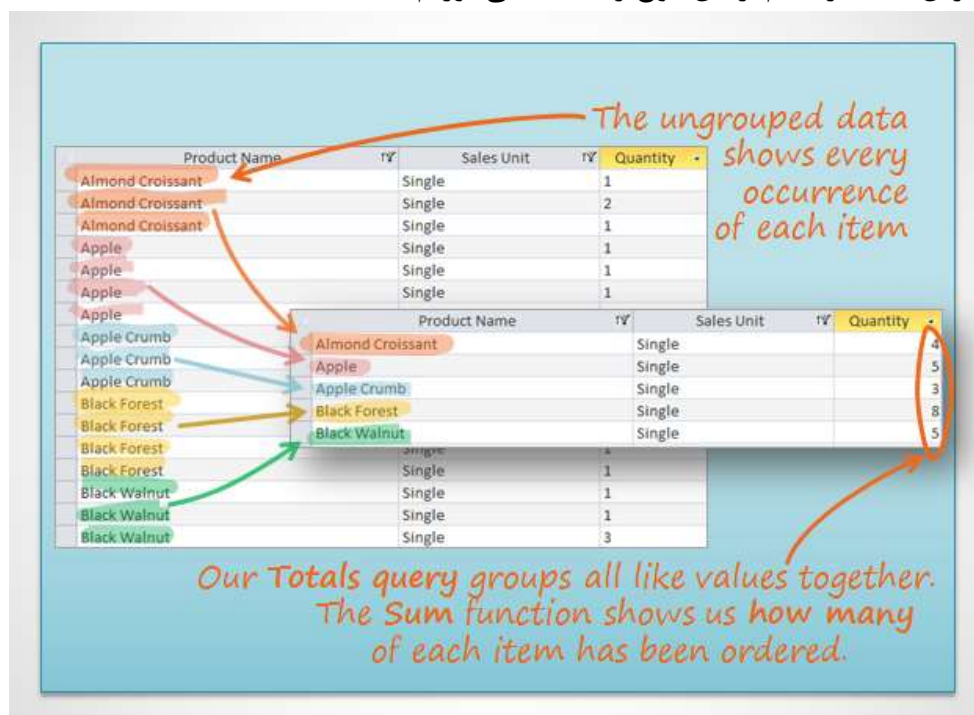 The ungrouped data
shows every
occurrence
of each item
Product Name Sales Unit Quantity
Almond Croissant Single 1
Almond Croissant Single 2
Almond Croissant Single 1
Apple Single 1
Apple Single 1
Apple Single 1
Apple
Apple Crumb
Apple Crumb
Apple Crumb
Black Forest
Black Forest
Black Forest
Black Forest Single 1
Black Walnut Single 1
Black Walnut Single 1
Black Walnut Single 3
Product Name Sales Unit Quantity
Almond Croissant Single 4
Apple Single 5
Apple Crumb Single 3
Black Forest Single 8
Black Walnut Single 5
Our Totals query groups all like values together.
The Sum function shows us how many
of each item has been ordered.